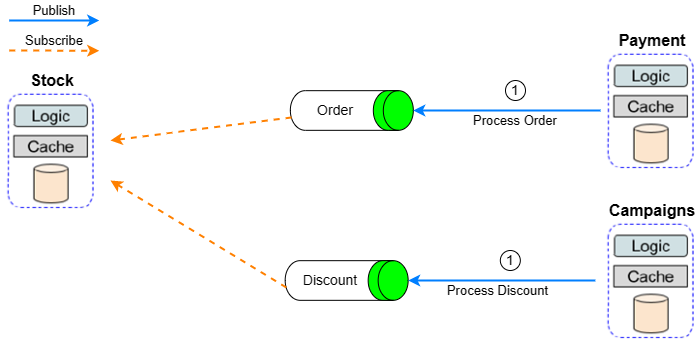 Publish
Subscribe
Stock
Logic
Cache
Order
1
Process Order
Payment
Logic
Cache
Discount
1
Process Discount
Campaigns
Logic
Cache